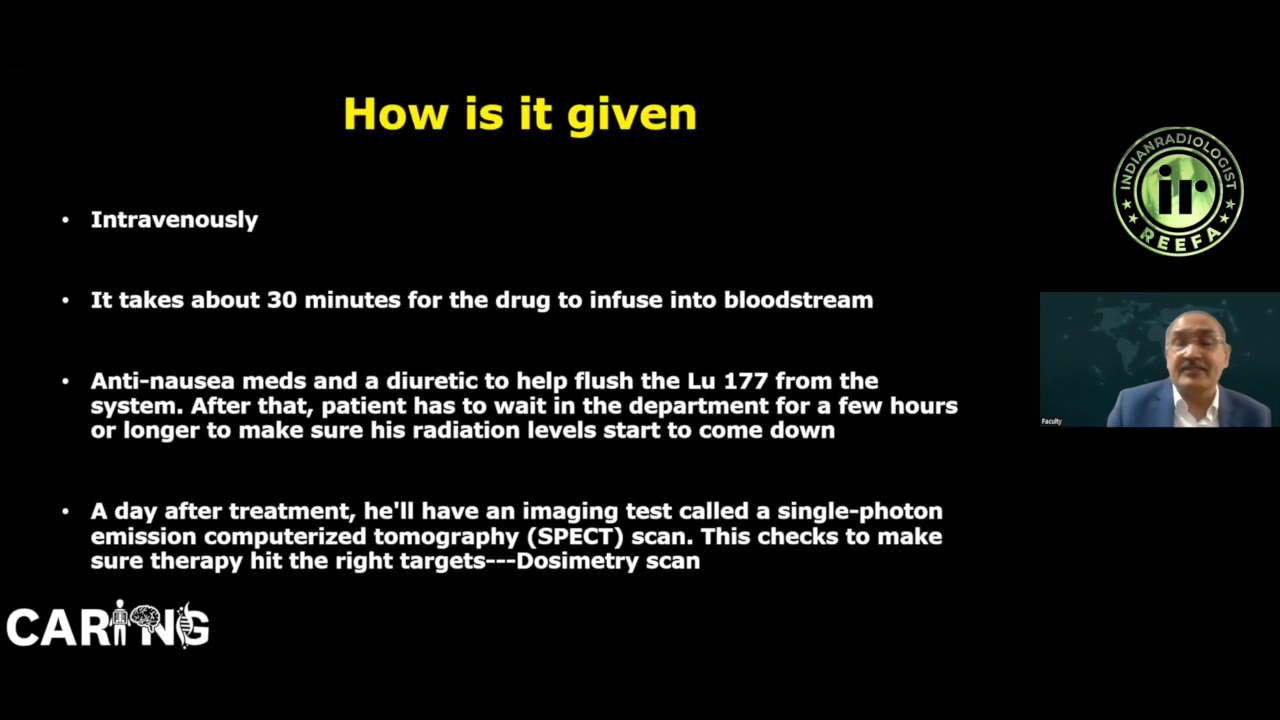 How is it given
INDIANRADIOLOGIST
ir
REEFA
• Intravenously
• It takes about 30 minutes for the drug to infuse into bloodstream
• Anti-nausea meds and a diuretic to help flush the Lu 177 from the
system. After that, patient has to wait in the department for a few hours
or longer to make sure his radiation levels start to come down
Faculty
• A day after treatment, he'll have an imaging test called a single-photon
emission computerized tomography (SPECT) scan. This checks to make
sure therapy hit the right targets---Dosimetry scan
CARING